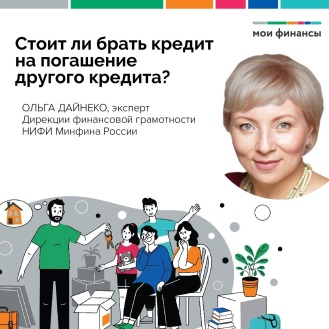 мои финансы
Стоит ли брать кредит
на погашение
другого кредита?
ОЛЬГА ДАЙНЕКО, эксперт
Дирекции финансовой грамотности
НИФИ Минфина России